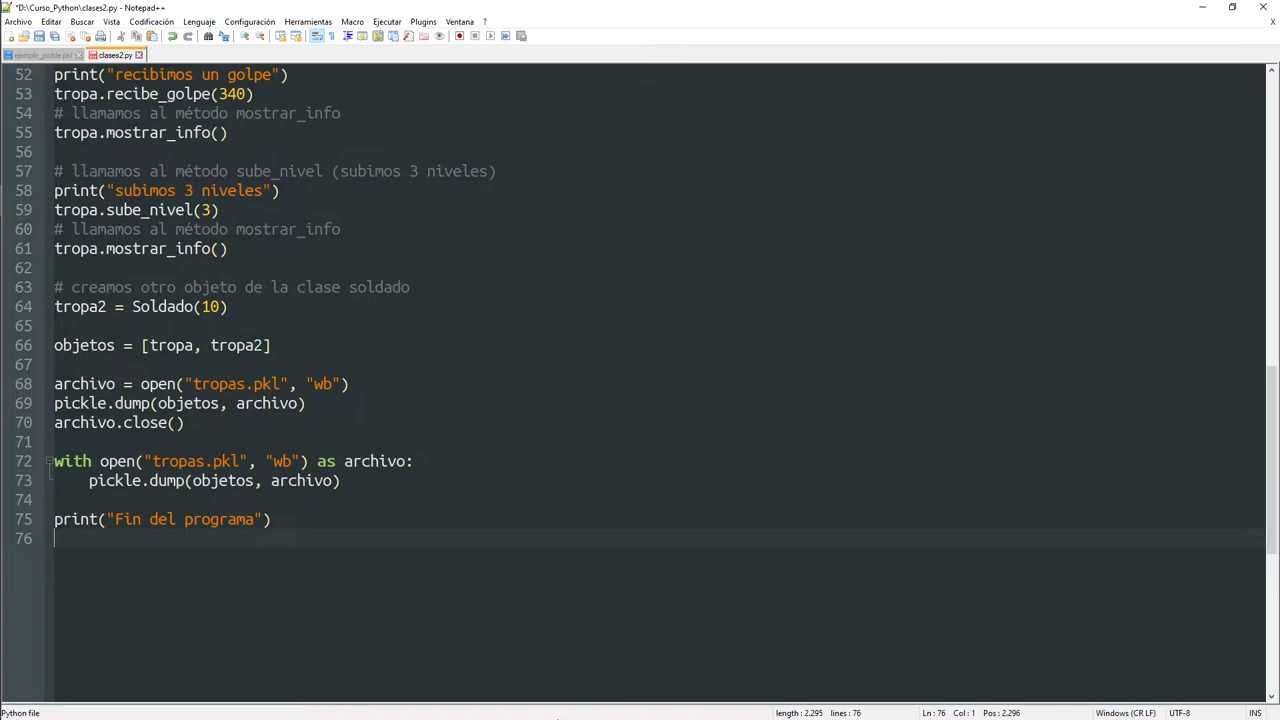 *D:\Curso_Python\clases2.py - Notepad++
Archivo Editar Buscar Vista Codificación Lenguaje Configuración Herramientas Macro Ejecutar Plugins Ventana ?
X
ejemplo_pickle.pkl clases2.py
52 print("recibimos un golpe")
53 tropa.recibe_golpe(340)
54 # llamamos al método mostrar_info
55 tropa.mostrar_info()
56
57 # llamamos al método sube_nivel (subimos 3 niveles)
58 print("subimos 3 niveles")
59 tropa.sube_nivel(3)
60 # llamamos al método mostrar_info
61 tropa.mostrar_info()
62
63 # creamos otro objeto de la clase soldado
64 tropa2 = Soldado(10)
65
66 objetos = [tropa, tropa2]
67
68 archivo = open("tropas.pkl", "wb")
69 pickle.dump(objetos, archivo)
70 archivo.close()
71
72 with open("tropas.pkl", "wb") as archivo:
73     pickle.dump(objetos, archivo)
74
75 print("Fin del programa")
76
Python file length : 2.295 lines : 76 Ln : 76 Col : 1 Pos : 2.296 Windows (CR LF) UTF-8 INS